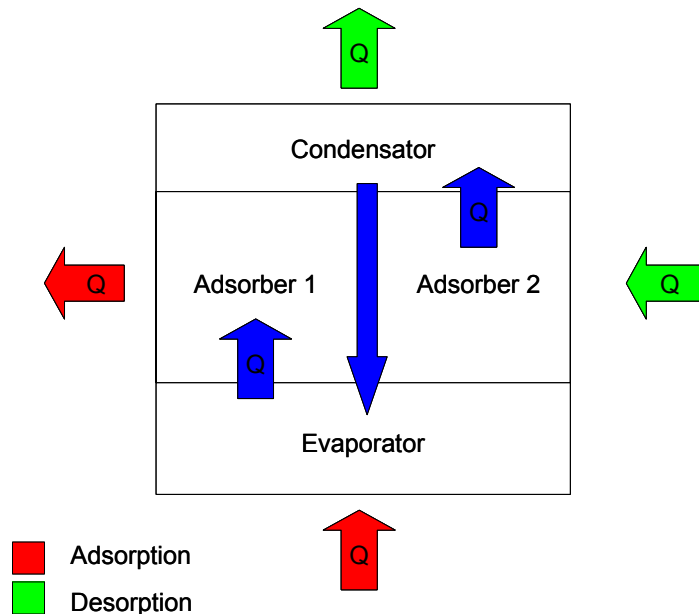 Q
Condensator
Q
Q
Adsorber 1
Adsorber 2
Q
Q
Evaporator
Q
Adsorption
Desorption